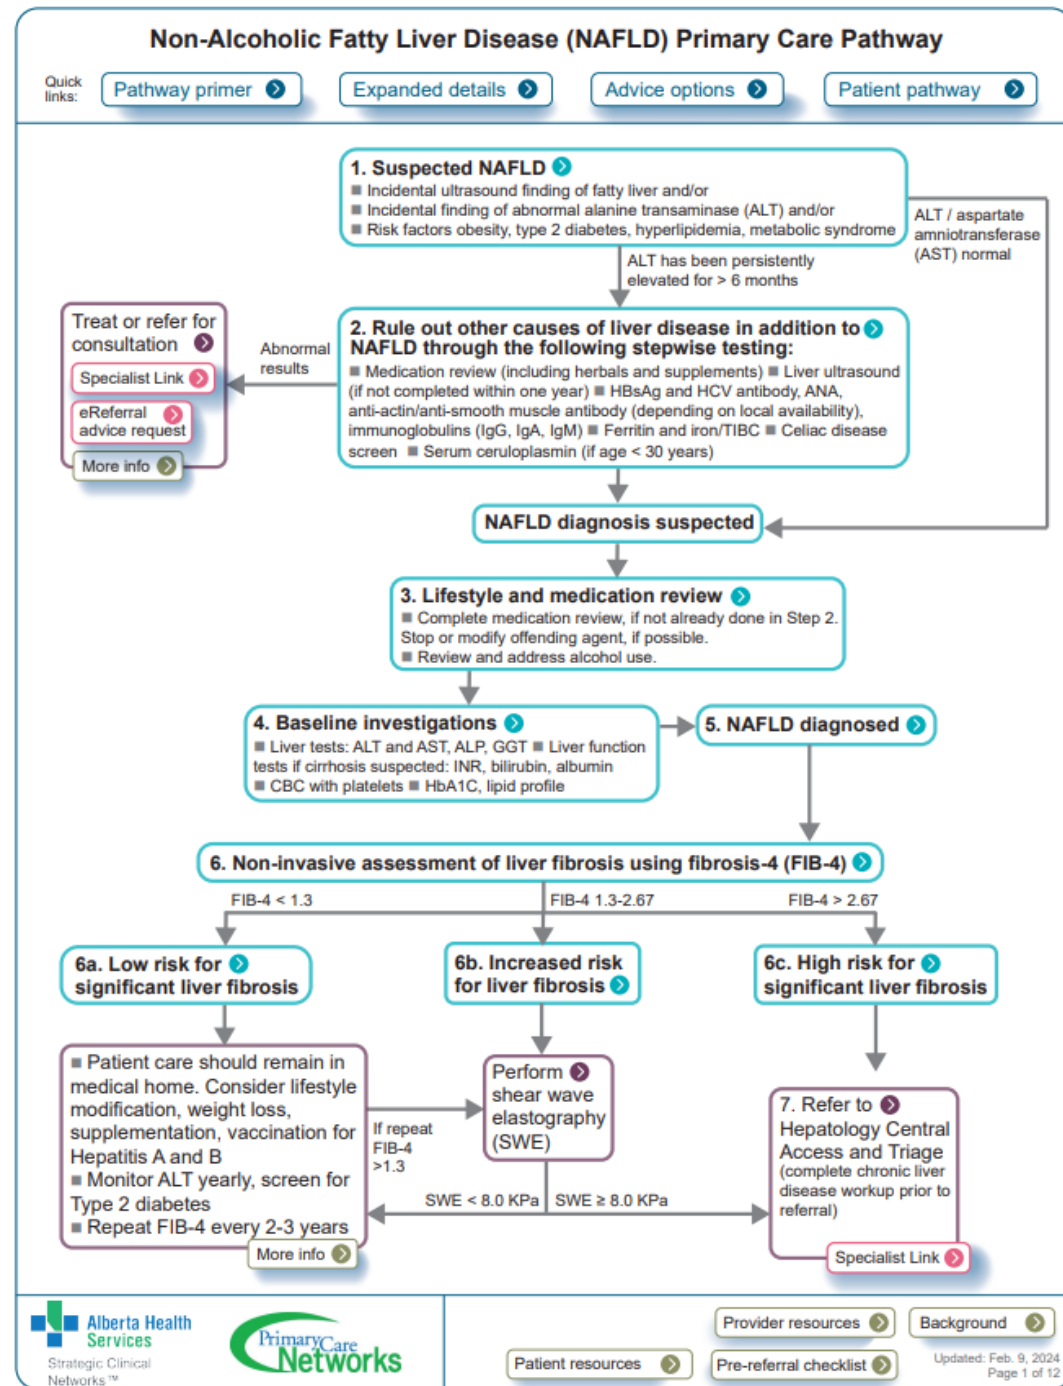 Non-Alcoholic Fatty Liver Disease (NAFLD) Primary Care Pathway
Quick
links:
Pathway primer
Expanded details
Advice options
Patient pathway
1. Suspected NAFLD
■ Incidental ultrasound finding of fatty liver and/or
■ Incidental finding of abnormal alanine transaminase (ALT) and/or
■ Risk factors obesity, type 2 diabetes, hyperlipidemia, metabolic syndrome
ALT / aspartate
amniotransferase
(AST) normal
ALT has been persistently
elevated for > 6 months
Treat or refer for
consultation
Specialist Link
eReferral
advice request
More info
Abnormal
results
2. Rule out other causes of liver disease in addition to
NAFLD through the following stepwise testing:
■ Medication review (including herbals and supplements) ■ Liver ultrasound
(if not completed within one year) ■ HBsAg and HCV antibody, ANA,
anti-actin/anti-smooth muscle antibody (depending on local availability),
immunoglobulins (IgG, IgA, IgM) ■ Ferritin and iron/TIBC ■ Celiac disease
screen ■ Serum ceruloplasmin (if age < 30 years)
NAFLD diagnosis suspected
3. Lifestyle and medication review
■ Complete medication review, if not already done in Step 2.
Stop or modify offending agent, if possible.
■ Review and address alcohol use.
4. Baseline investigations
■ Liver tests: ALT and AST, ALP, GGT ■ Liver function
tests if cirrhosis suspected: INR, bilirubin, albumin
■ CBC with platelets ■ HbA1C, lipid profile
5. NAFLD diagnosed
6. Non-invasive assessment of liver fibrosis using fibrosis-4 (FIB-4)
FIB-4 < 1.3
FIB-4 1.3-2.67
FIB-4 > 2.67
6a. Low risk for
significant liver fibrosis
6b. Increased risk
for liver fibrosis
6c. High risk for
significant liver fibrosis
■ Patient care should remain in
medical home. Consider lifestyle
modification, weight loss,
supplementation, vaccination for
Hepatitis A and B
■ Monitor ALT yearly, screen for
Type 2 diabetes
■ Repeat FIB-4 every 2-3 years
More info
If repeat
FIB-4
>1.3
Perform
shear wave
elastography
(SWE)
SWE < 8.0 KPa
SWE ≥ 8.0 KPa
7. Refer to
Hepatology Central
Access and Triage
(complete chronic liver
disease workup prior to
referral)
Specialist Link
Alberta Health
Services
Strategic Clinical
Networks™
PrimaryCare
Networks
Provider resources
Background
Patient resources
Pre-referral checklist
Updated: Feb. 9, 2024
Page 1 of 12